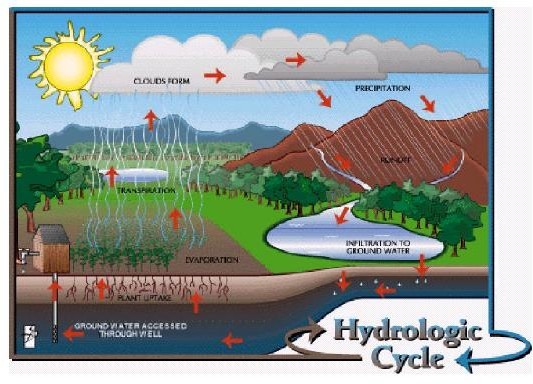 CLOUDS FORM
PRECIPITATION
RUNOFF
TRANSPIRATION
INFILTRATION TO
GROUND WATER
EVAPORATION
PLANT UPTAKE
GROUND WATER ACCESSED
THROUGH WELL
Hydrologic
Cycle